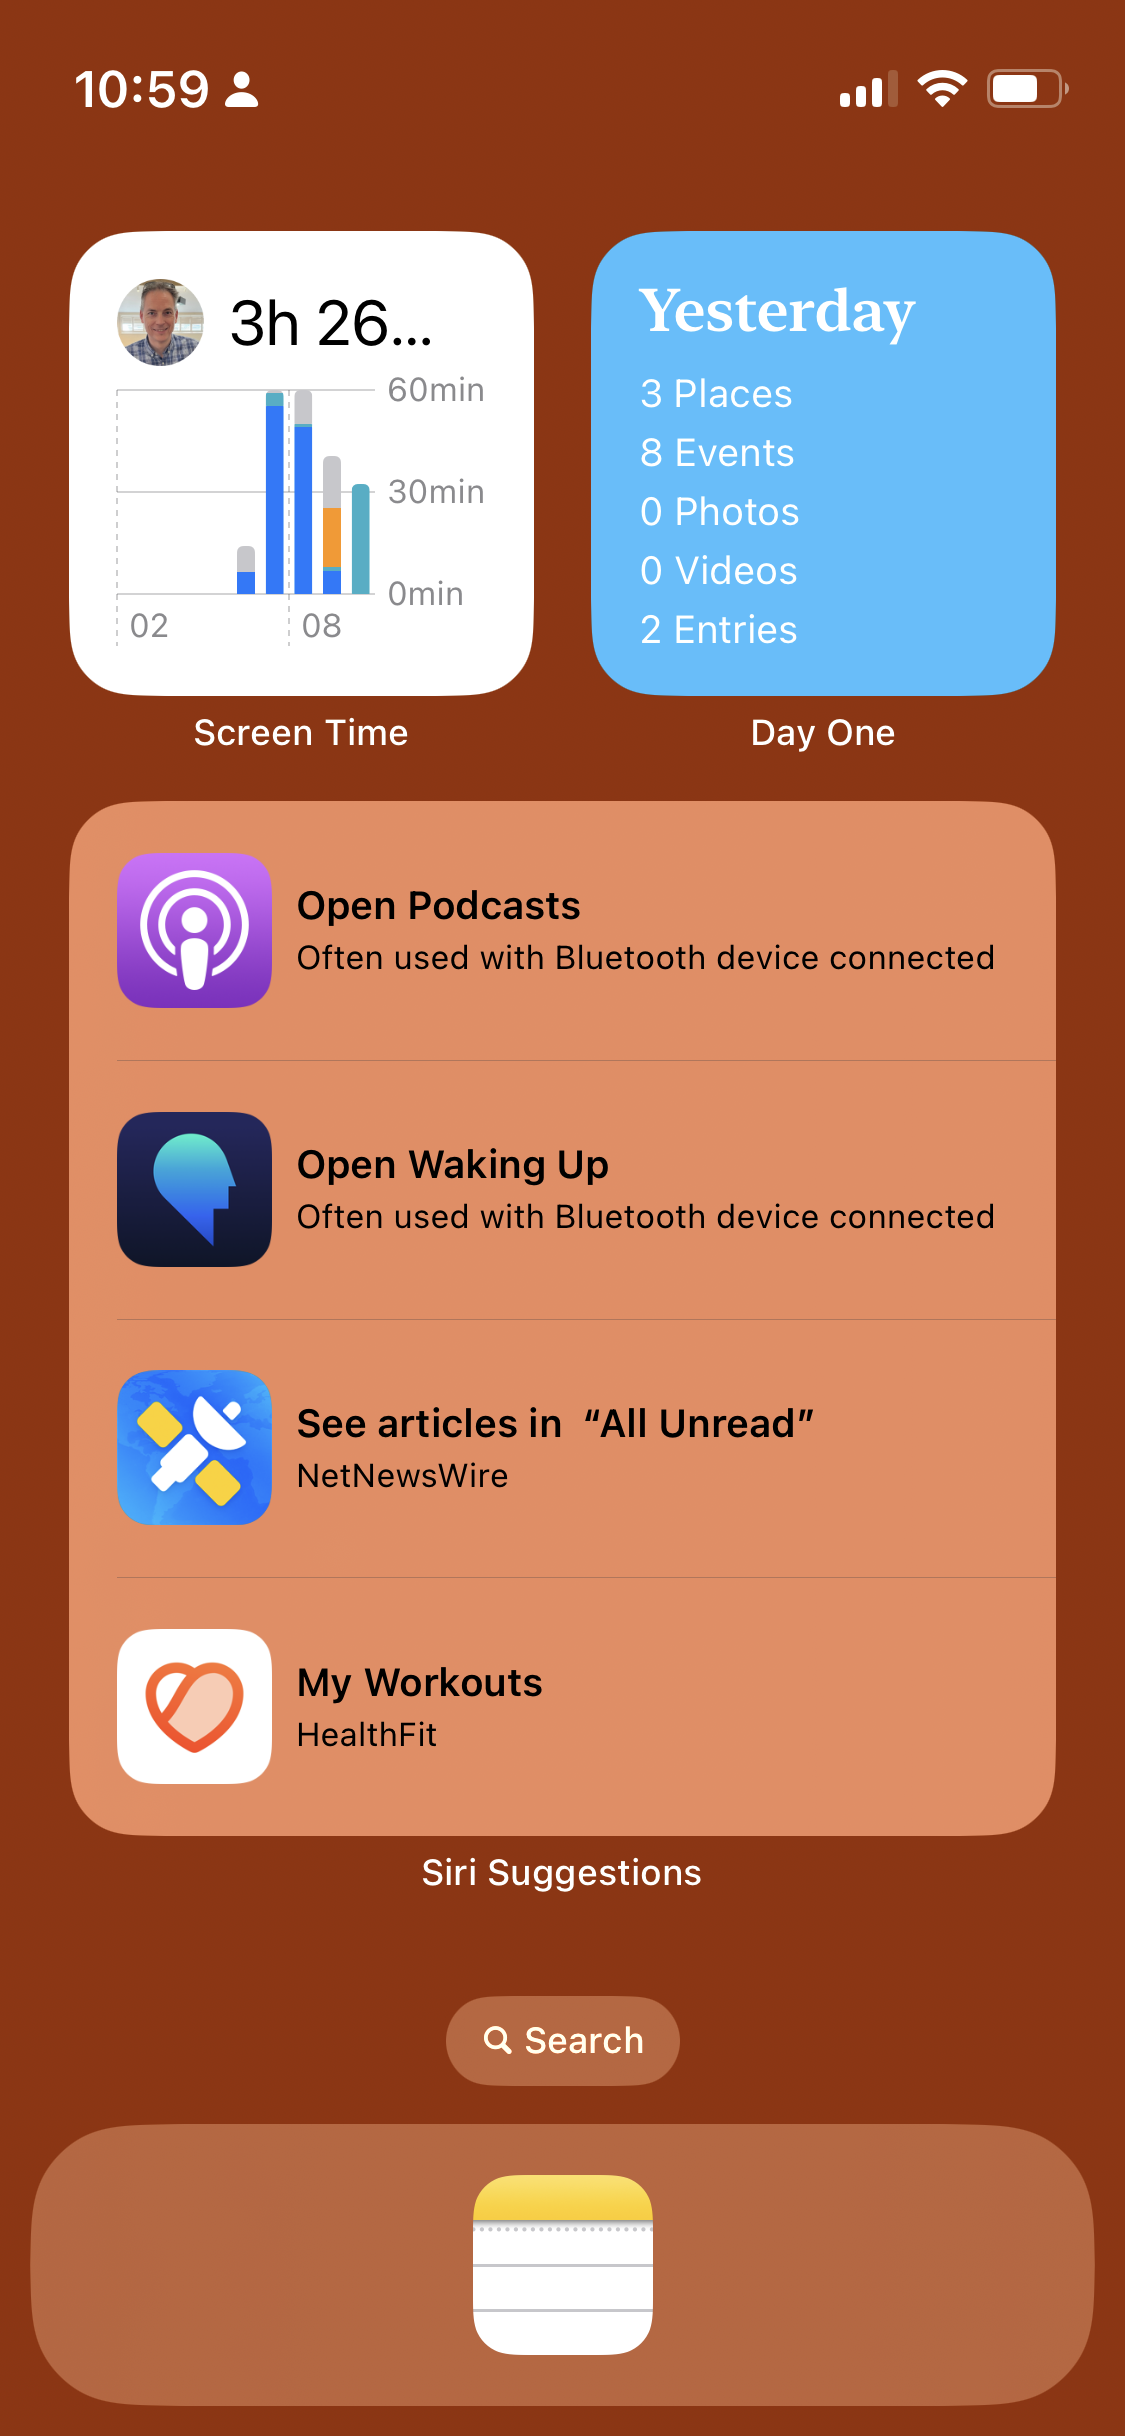 10:59
3h 26...
60min
30min
0min
02
08
Screen Time
Yesterday
3 Places
8 Events
0 Photos
0 Videos
2 Entries
Day One
Open Podcasts
Often used with Bluetooth device connected
Open Waking Up
Often used with Bluetooth device connected
See articles in “All Unread”
NetNewsWire
My Workouts
HealthFit
Siri Suggestions
Search